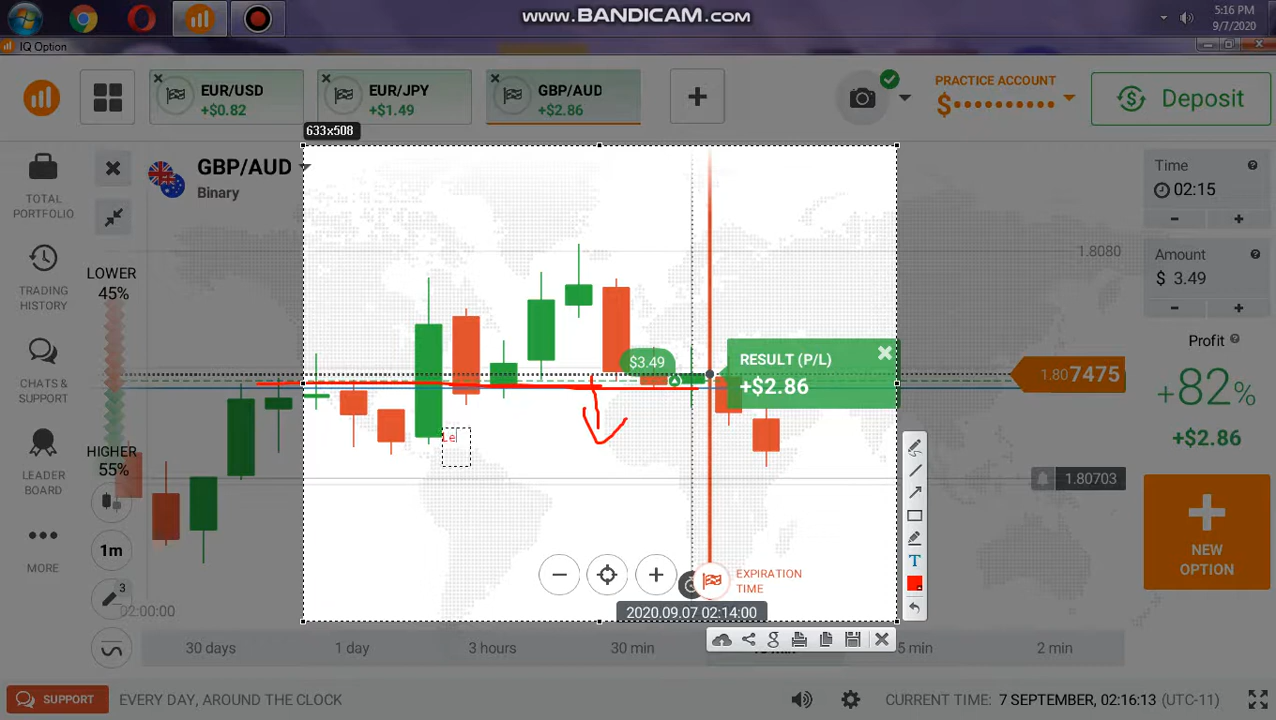 www.BANDICAM.com
5:16 PM
9/7/2020
IQ Option
EUR/USD
+$0.82
EUR/JPY
+$1.49
GBP/AUD
+$2.86
PRACTICE ACCOUNT
$●●●●●●●●●●
Deposit
633x508
GBP/AUD
Binary
TOTAL
PORTFOLIO
TRADING
HISTORY
CHATS &
SUPPORT
LEADER
BOARD
MORE
LOWER
45%
HIGHER
55%
1m
3
02:00:00
$3.49
RESULT (P/L)
+$2.86
Le
EXPIRATION
TIME
2020.09.07 02:14:00
1.8080
1.807475
1.80703
Time
02:15
Amount
$ 3.49
Profit
+82%
+$2.86
NEW
OPTION
30 days
1 day
3 hours
30 min
5 min
2 min
SUPPORT
EVERY DAY, AROUND THE CLOCK
CURRENT TIME: 7 SEPTEMBER, 02:16:13 (UTC-11)